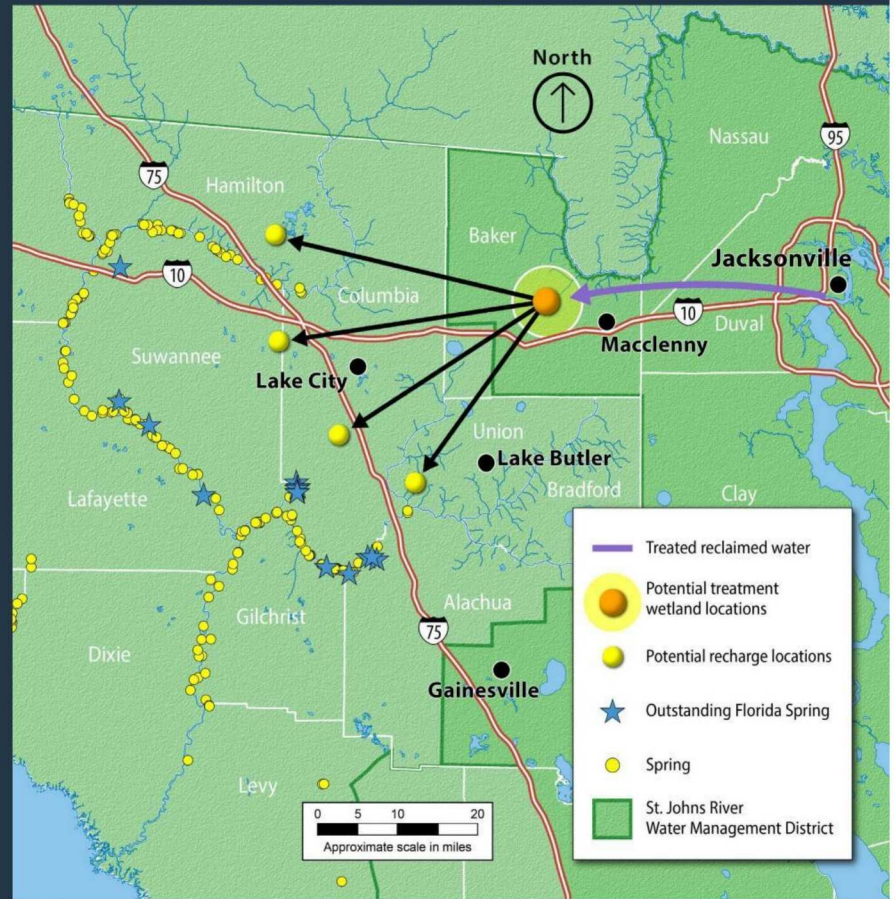 North
Nassau
95
75
Hamilton
Baker
Jacksonville
10
Columbia
10
Duval
Macclenny
Suwannee
Lake City
Union
Lake Butler
Bradford
Lafayette
Clay
Alachua
Gilchrist
75
Dixie
Gainesville
Levy
0 5 10 20
Approximate scale in miles
Treated reclaimed water
Potential treatment
wetland locations
Potential recharge locations
Outstanding Florida Spring
Spring
St. Johns River
Water Management District